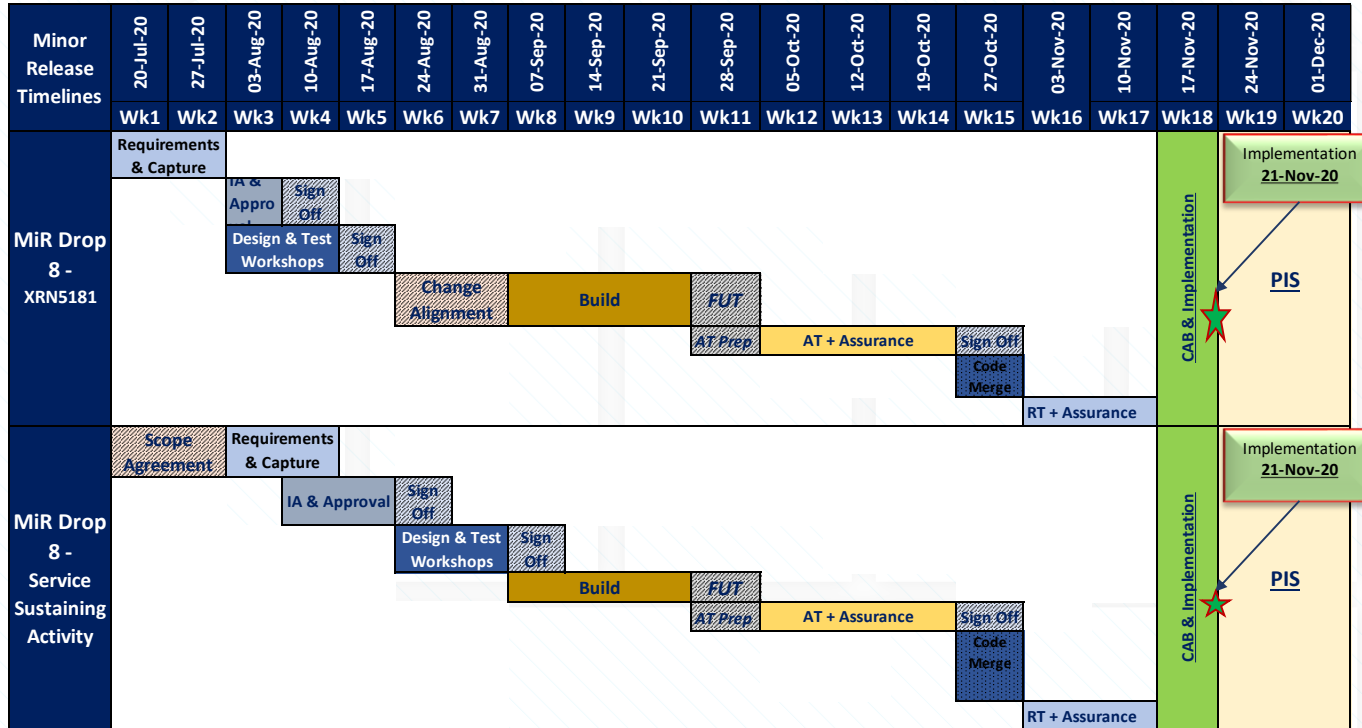 Minor
Release
Timelines
20-Jul-20
27-Jul-20
03-Aug-20
10-Aug-20
17-Aug-20
24-Aug-20
31-Aug-20
07-Sep-20
14-Sep-20
21-Sep-20
28-Sep-20
05-Oct-20
12-Oct-20
19-Oct-20
27-Oct-20
03-Nov-20
10-Nov-20
17-Nov-20
24-Nov-20
01-Dec-20
Wk1 Wk2 Wk3 Wk4 Wk5 Wk6 Wk7 Wk8 Wk9 Wk10 Wk11 Wk12 Wk13 Wk14 Wk15 Wk16 Wk17 Wk18 Wk19 Wk20
MiR Drop
8 -
XRN5181
Requirements
& Capture
IA &
Appro
Sign
Off
Design & Test
Workshops
Sign
Off
Change
Alignment
Build
FUT
AT Prep
AT + Assurance
Sign Off
Code
Merge
RT + Assurance
CAB & Implementation
Implementation
21-Nov-20
PIS
MiR Drop
8 -
Service
Sustaining
Activity
Scope
Agreement
Requirements
& Capture
IA & Approval
Sign
Off
Design & Test
Workshops
Sign
Off
Build
FUT
AT Prep
AT + Assurance
Sign Off
Code
Merge
RT + Assurance
CAB & Implementation
Implementation
21-Nov-20
PIS